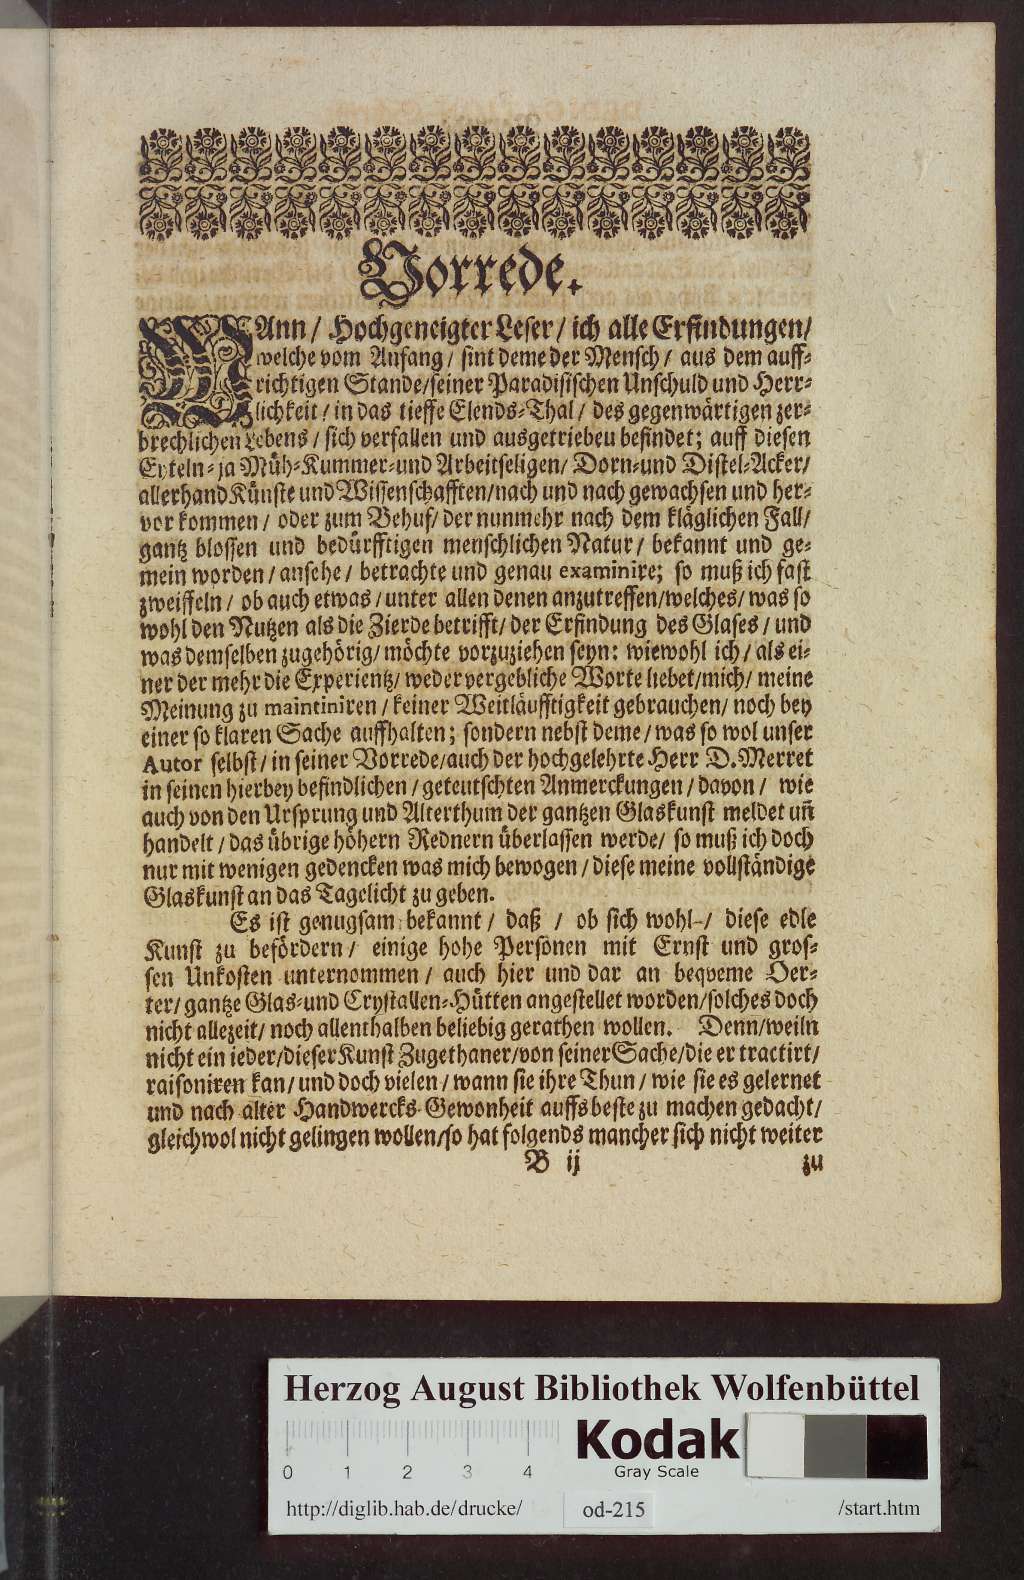 Vorrede.
WAnn / Hochgeneigter Leser / ich alle Erfindungen /
welche vom Anfang / sint deme der Mensch / aus dem auff-
richtigen Stande / seiner Paradisischen Unschuld und Herr-
lichkeit / in das tieffe Elends-Thal / des gegenwärtigen zer-
brechlichen Lebens / sich verfallen und ausgetriebeu befindet; auff diesen
Eyteln- ja Müh-Kummer-und Arbeitseligen / Dorn-und Distel-Acker /
allerhand Künste und Wissenschafften / nach und nach gewachsen und her-
vor kommen / oder zum Behuf / der nunmehr nach dem kläglichen Fall /
gantz blossen und bedürfftigen menschlichen Natur / bekannt und ge-
mein worden / ansehe / betrachte und genau examinire; so muß ich fast
zweiffeln / ob auch etwas / unter allen denen anzutreffen / welches / was so
wohl den Nutzen als die Zierde betrifft / der Erfindung des Glases / und
was demselben zugehörig / möchte vorzuziehen seyn: wiewohl ich / als ei-
ner der mehr die Experientz / weder vergebliche Worte liebet / mich / meine
Meinung zu maintiniren / keiner Weitläufftigkeit gebrauchen / noch bey
einer so klaren Sache auffhalten; sondern nebst deme / was so wol unser
Autor selbst / in seiner Vorrede / auch der hochgelehrte Herr D. Merret
in seinen hierbey befindlichen / geteutschten Anmerckungen / davon / wie
auch von den Ursprung und Alterthum der gantzen Glaskunst meldet uñ
handelt / das übrige höhern Rednern überlassen werde / so muß ich doch
nur mit wenigen gedencken was mich bewogen / diese meine vollständige
Glaskunst an das Tagelicht zu geben.
Es ist genugsam bekannt / daß / ob sich wohl / diese edle
Kunst zu befördern / einige hohe Personen mit Ernst und gros-
sen Unkosten unternommen / auch hier und dar an beqveme Oer-
ter / gantze Glas-und Crystallen-Hütten angestellet worden / solches doch
nicht allezeit / noch allenthalben beliebig gerathen wollen. Denn / weiln
nicht ein ieder / dieser Kunst Zugethaner / von seiner Sache / die er tractirt /
raisoniren kan / und doch vielen / wann sie ihre Thun / wie sie es gelernet
und nach alter Handwercks-Gewonheit auffs beste zu machen gedacht /
gleichwol nicht gelingen wollen / so hat folgends mancher sich nicht weiter
B ij zu
Herzog August Bibliothek Wolfenbüttel
0 1 2 3 4
Kodak
Gray Scale
http://diglib.hab.de/drucke/ od-215 /start.htm